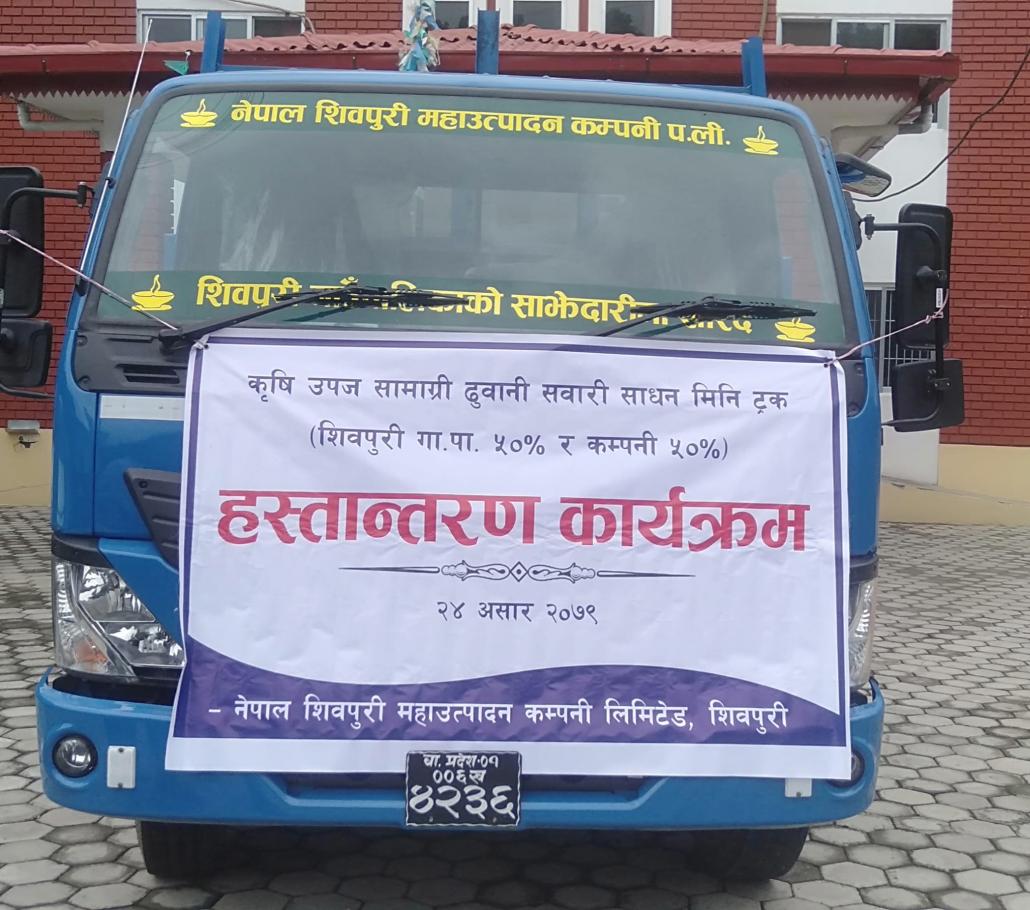 नेपाल शिवपुरी महाउत्पादन कम्पनी प.ली.
शिवपुरी गाउँपालिकाको साझेदारीमा खरिद
कृषि उपज सामाग्री ढुवानी सवारी साधन मिनि ट्रक
(शिवपुरी गा.पा. ५०% र कम्पनी ५०%)
हस्तान्तरण कार्यक्रम
२४ असार २०७९
- नेपाल शिवपुरी महाउत्पादन कम्पनी लिमिटेड, शिवपुरी
बा. प्रदेश-०१
००६ख
४२३६